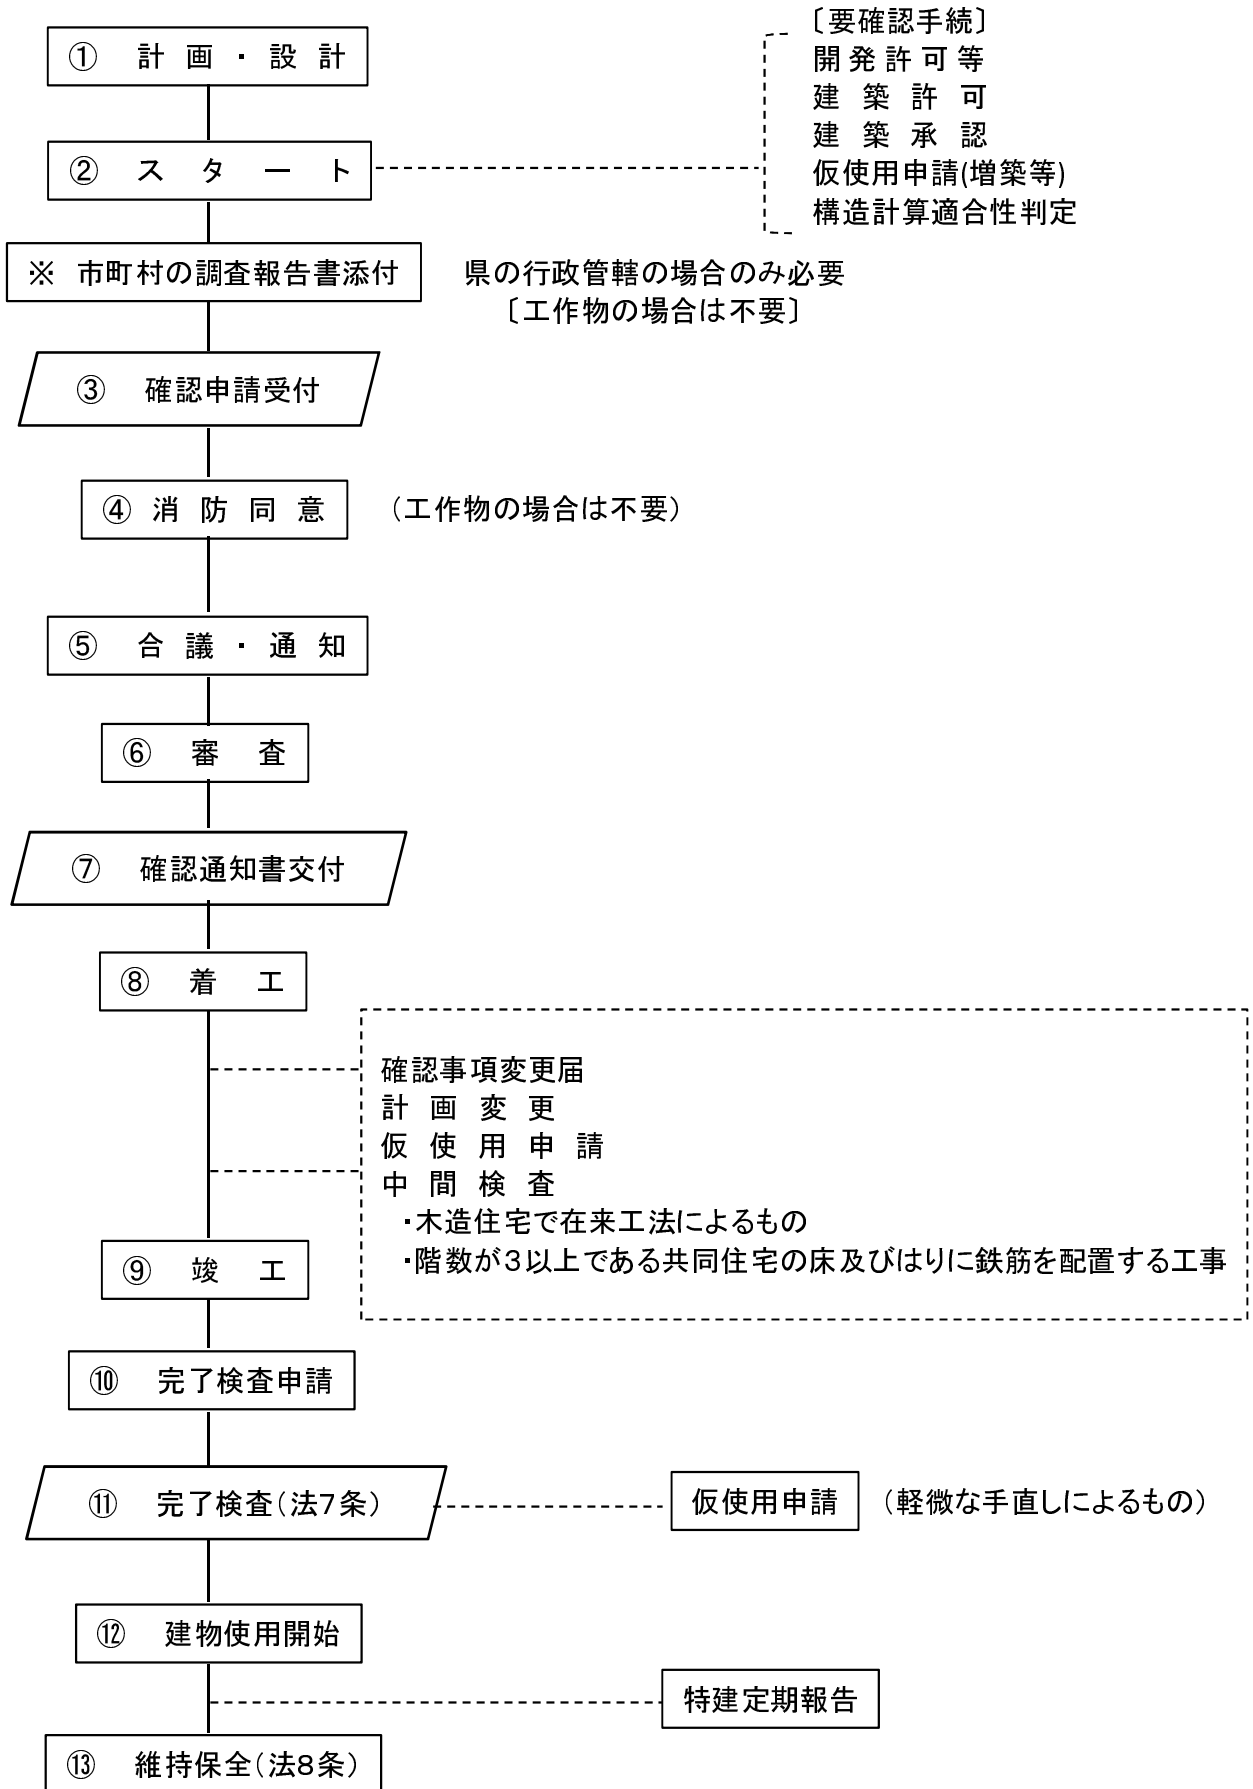 ① 計画・設計
〔要確認手続〕
開発許可等
建築許可
建築承認
仮使用申請(増築等)
構造計算適合性判定
② スタート
※ 市町村の調査報告書添付
県の行政管轄の場合のみ必要
〔工作物の場合は不要〕
③ 確認申請受付
④ 消防同意
（工作物の場合は不要）
⑤ 合議・通知
⑥ 審査
⑦ 確認通知書交付
⑧ 着工
確認事項変更届
計画変更
仮使用申請
中間検査
・木造住宅で在来工法によるもの
・階数が３以上である共同住宅の床及びはりに鉄筋を配置する工事
⑨ 竣工
⑩ 完了検査申請
⑪ 完了検査（法７条）
仮使用申請 （軽微な手直しによるもの）
⑫ 建物使用開始
特建定期報告
⑬ 維持保全（法８条）